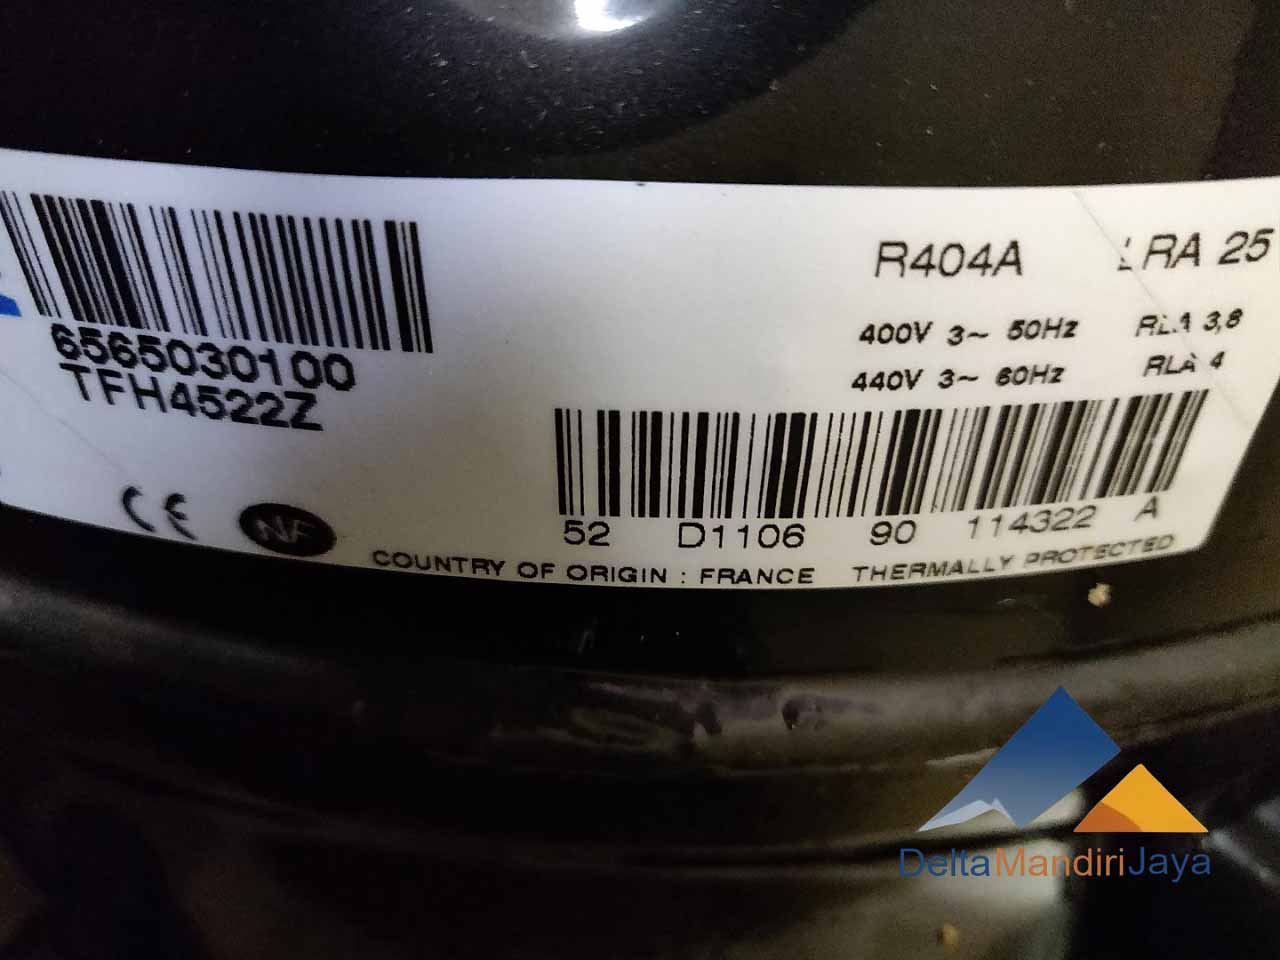 6565030100
TFH4522Z
R404A LRA 25
400V 3~ 50Hz RLA 3,8
440V 3~ 60Hz RLA 4
52 D1106 90 114322 A
CE NF
COUNTRY OF ORIGIN : FRANCE THERMALLY PROTECTED
DeltaMandiriJaya